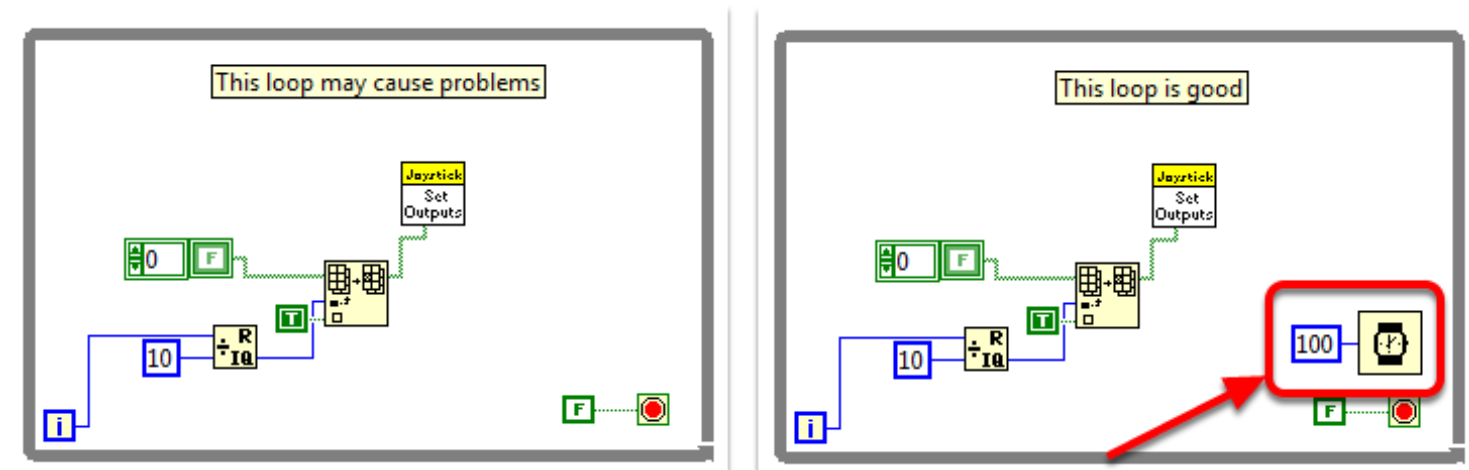 This loop may cause problems
Joystick
Set
Outputs
0 F
T
R
10 ÷ IQ
i
F
This loop is good
Joystick
Set
Outputs
0 F
T
100
R
10 ÷ IQ
i
F